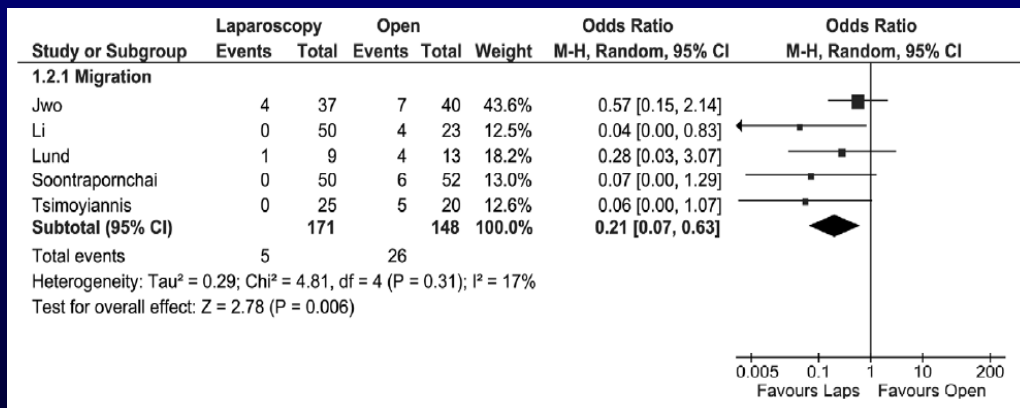 Laparoscopy Open Odds Ratio Odds Ratio
Study or Subgroup Events Total Events Total Weight M-H, Random, 95% CI M-H, Random, 95% CI
1.2.1 Migration
Jwo 4 37 7 40 43.6% 0.57 [0.15, 2.14]
Li 0 50 4 23 12.5% 0.04 [0.00, 0.83]
Lund 1 9 4 13 18.2% 0.28 [0.03, 3.07]
Soontrapornchai 0 50 6 52 13.0% 0.07 [0.00, 1.29]
Tsimoyiannis 0 25 5 20 12.6% 0.06 [0.00, 1.07]
Subtotal (95% CI) 171 148 100.0% 0.21 [0.07, 0.63]
Total events 5 26
Heterogeneity: Tau² = 0.29; Chi² = 4.81, df = 4 (P = 0.31); I² = 17%
Test for overall effect: Z = 2.78 (P = 0.006)
0.005 0.1 1 10 200
Favours Laps Favours Open